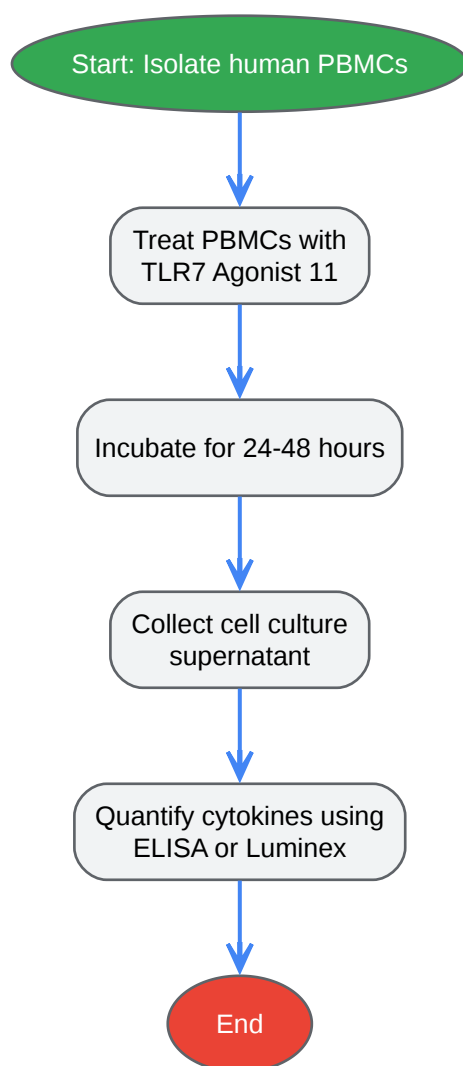 Start: Isolate human PBMCs
Treat PBMCs with
TLR7 Agonist 11
Incubate for 24-48 hours
Collect cell culture
supernatant
Quantify cytokines using
ELISA or Luminex
End